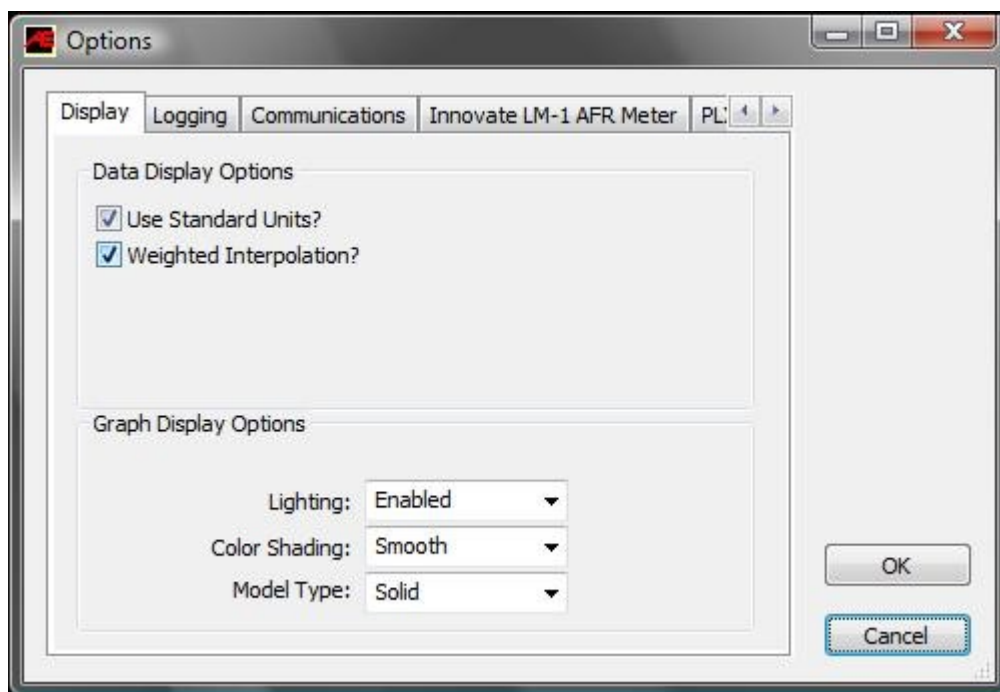 Options
Display Logging Communications Innovate LM-1 AFR Meter
Data Display Options
Use Standard Units?
Weighted Interpolation?
Graph Display Options
Lighting: Enabled
Color Shading: Smooth
Model Type: Solid
OK
Cancel